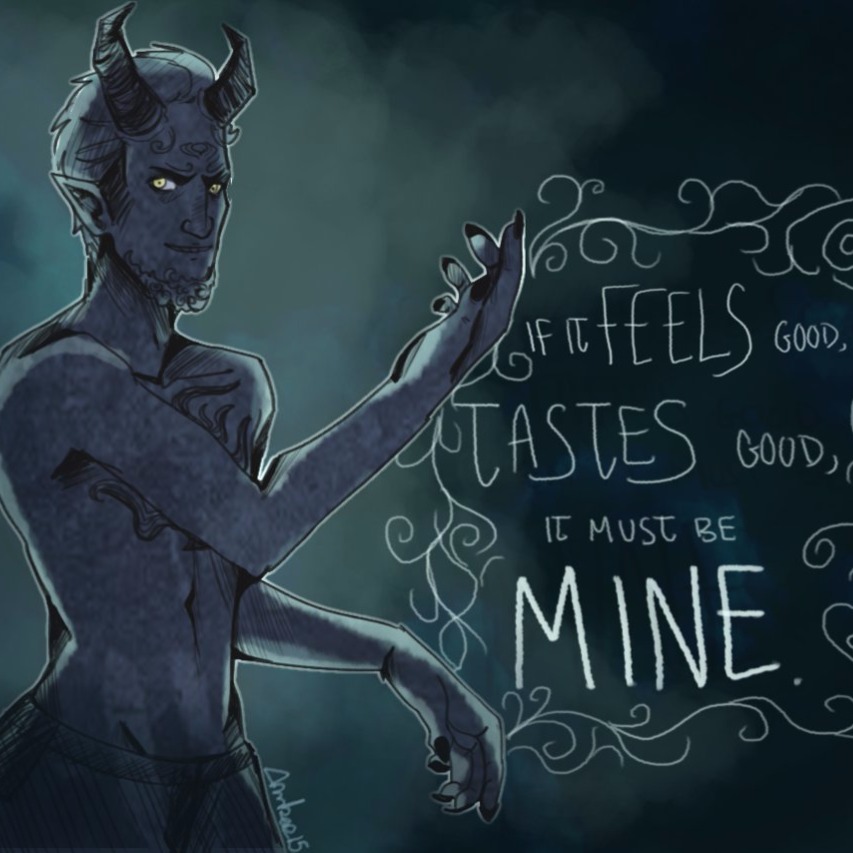 IF IT FEELS GOOD,
TASTES GOOD,
IT MUST BE
MINE.